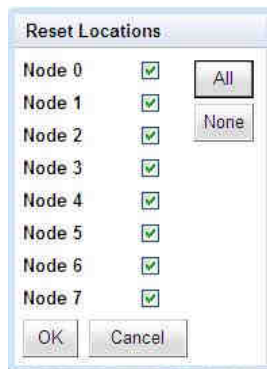 Reset Locations
Node 0
All
Node 1
None
Node 2
Node 3
Node 4
Node 5
Node 6
Node 7
OK Cancel